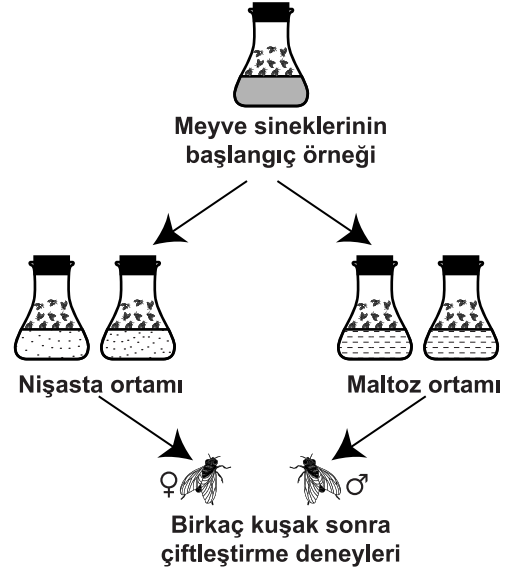 Meyve sineklerinin
başlangıç örneği
Nişasta ortamı
Maltoz ortamı
♀
♂
Birkaç kuşak sonra
çiftleştirme deneyleri